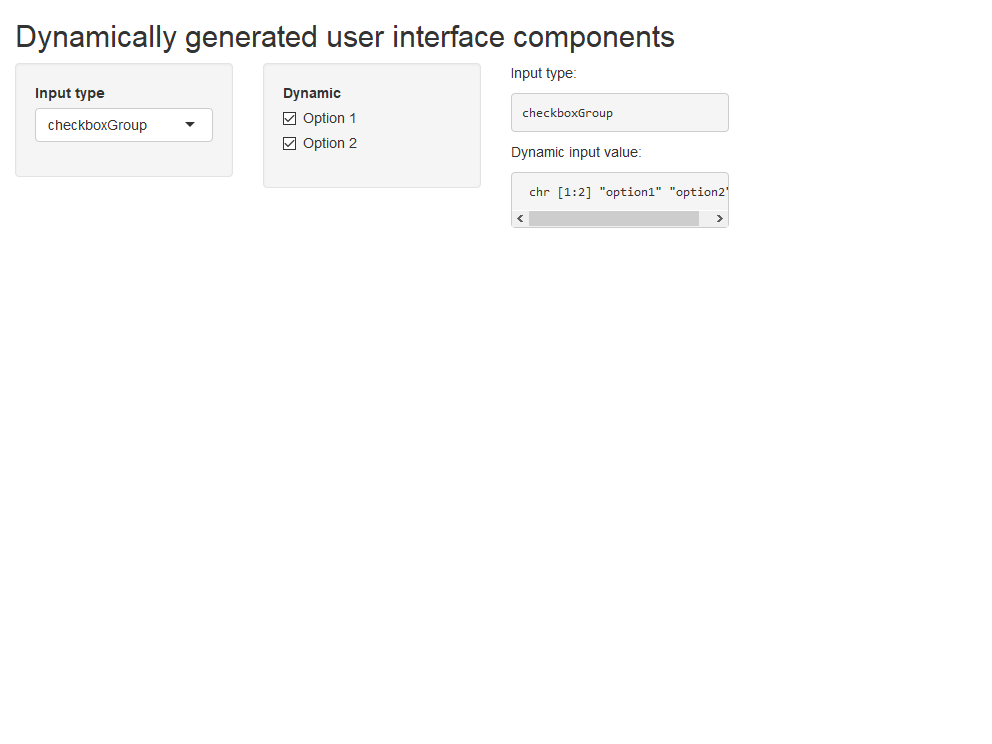 Dynamically generated user interface components
Input type
checkboxGroup
Dynamic
Option 1
Option 2
Input type:
checkboxGroup
Dynamic input value:
chr [1:2] "option1" "option2"